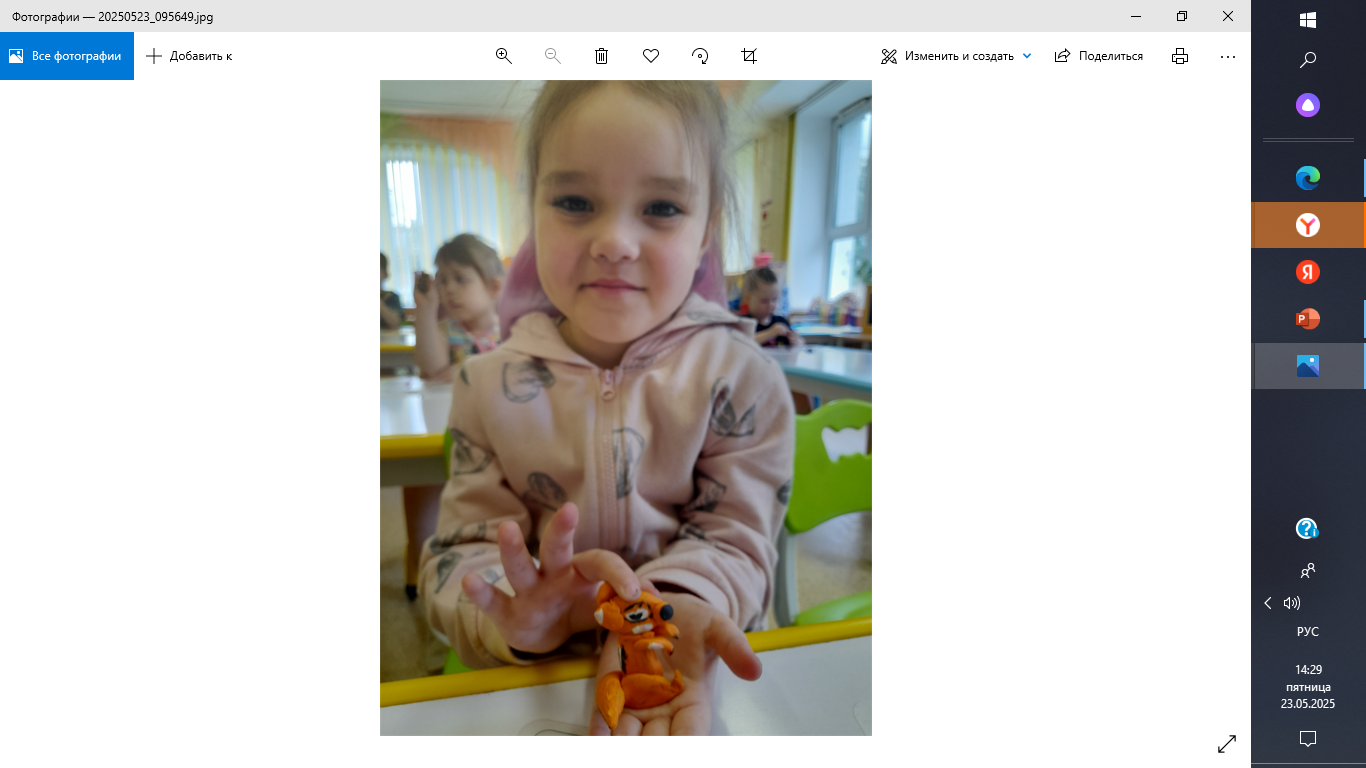 Фотографии — 20250523_095649.jpg
Все фотографии
Добавить к
Изменить и создать
Поделиться
РУС
14:29
пятница
23.05.2025